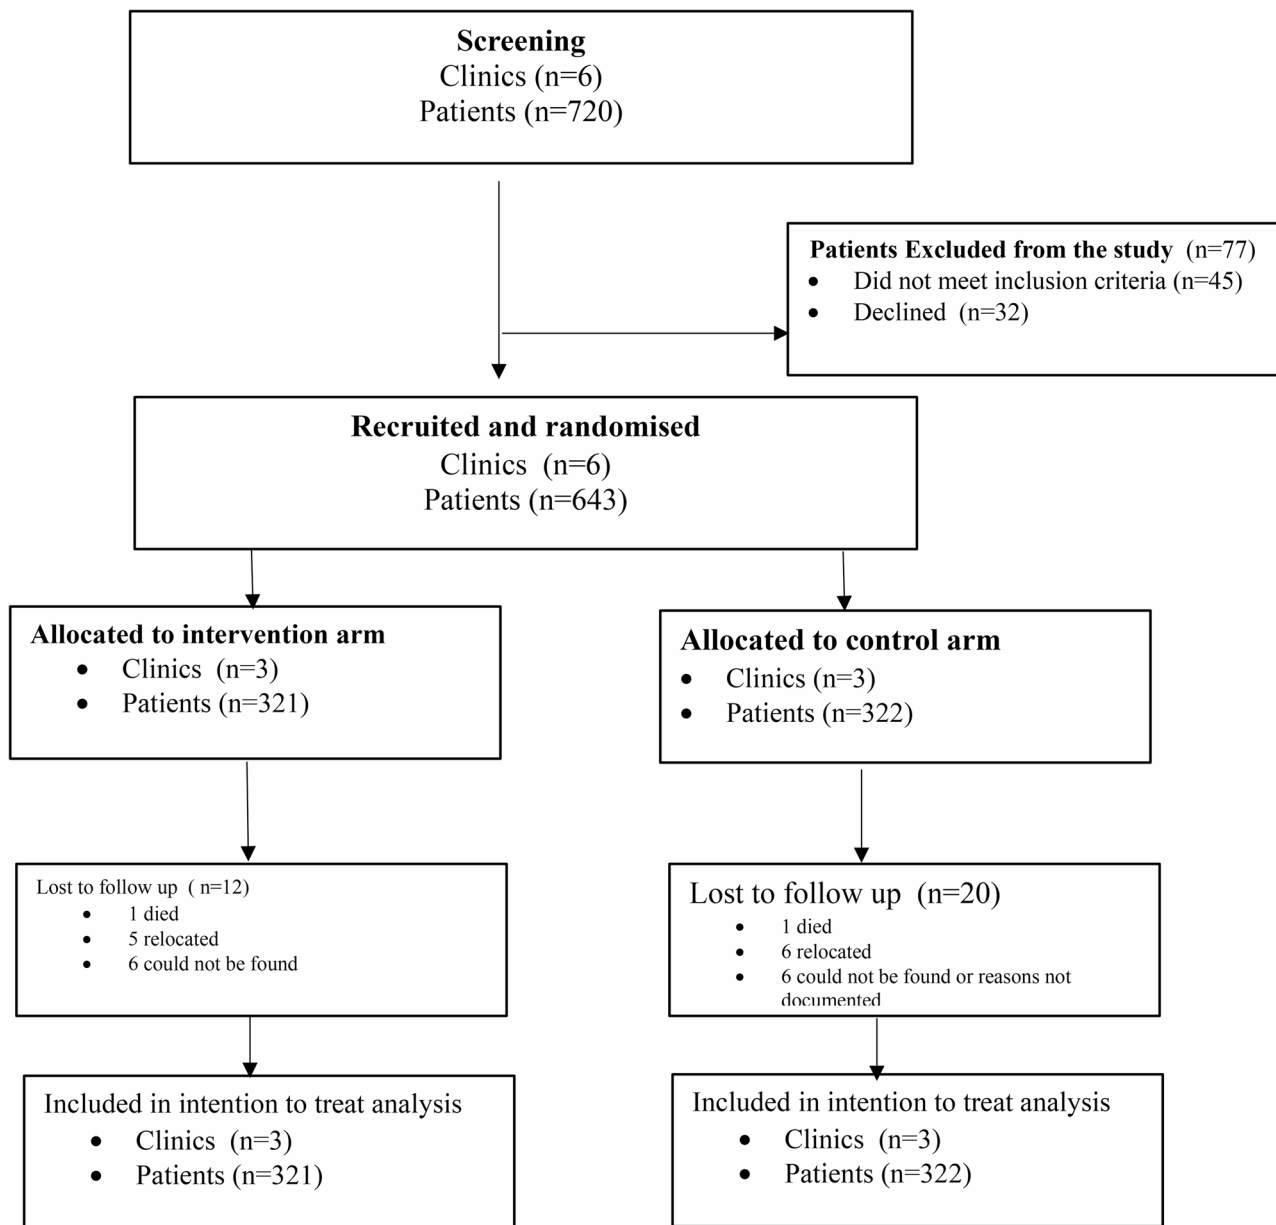 Screening
Clinics (n=6)
Patients (n=720)
Patients Excluded from the study (n=77)
• Did not meet inclusion criteria (n=45)
• Declined (n=32)
Recruited and randomised
Clinics (n=6)
Patients (n=643)
Allocated to intervention arm
• Clinics (n=3)
• Patients (n=321)
Allocated to control arm
• Clinics (n=3)
• Patients (n=322)
Lost to follow up ( n=12)
• 1 died
• 5 relocated
• 6 could not be found
Lost to follow up (n=20)
• 1 died
• 6 relocated
• 6 could not be found or reasons not
documented
Included in intention to treat analysis
• Clinics (n=3)
• Patients (n=321)
Included in intention to treat analysis
• Clinics (n=3)
• Patients (n=322)